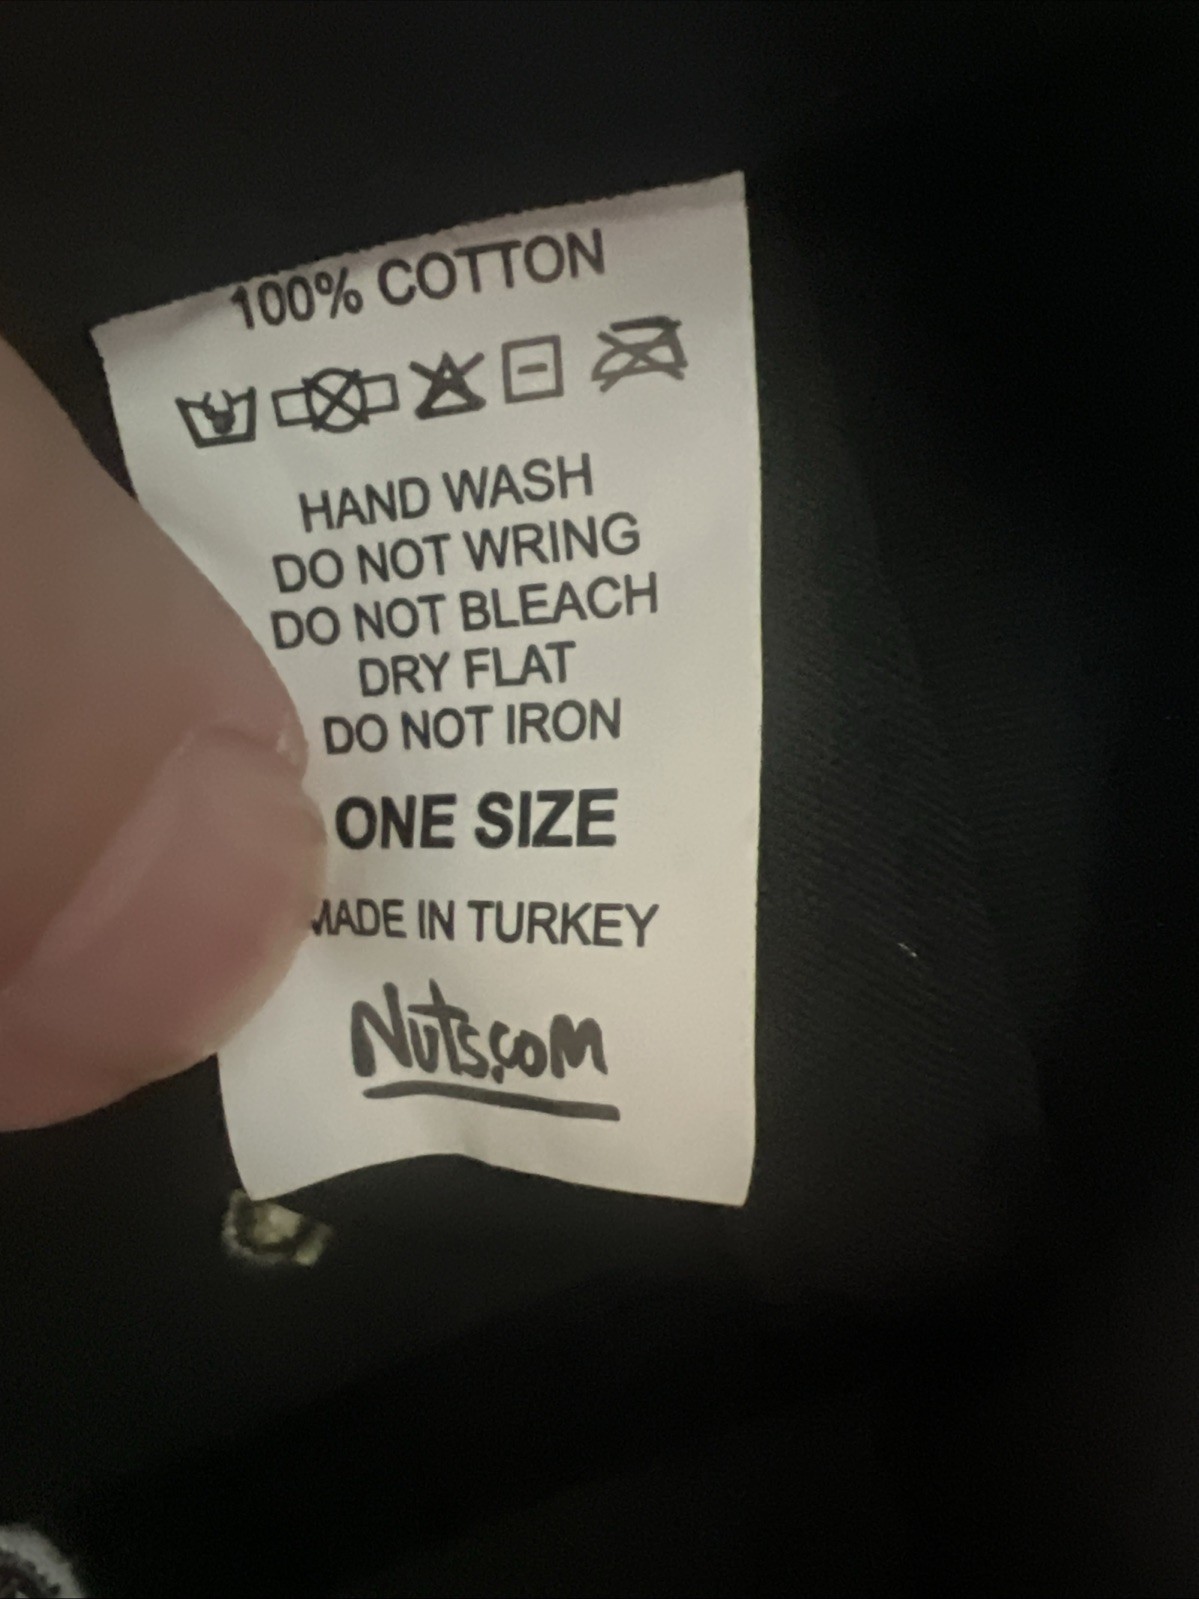 100% COTTON
HAND WASH
DO NOT WRING
DO NOT BLEACH
DRY FLAT
DO NOT IRON
ONE SIZE
MADE IN TURKEY
Nuts.com